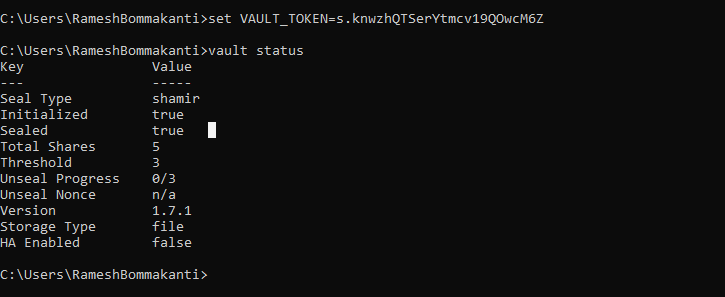 C:\Users\RameshBommakanti>set VAULT_TOKEN=s.knwzhQTSerYtmcv19QOwcM6Z
C:\Users\RameshBommakanti>vault status
Key Value
--- -----
Seal Type shamir
Initialized true
Sealed true
Total Shares 5
Threshold 3
Unseal Progress 0/3
Unseal Nonce n/a
Version 1.7.1
Storage Type file
HA Enabled false
C:\Users\RameshBommakanti>